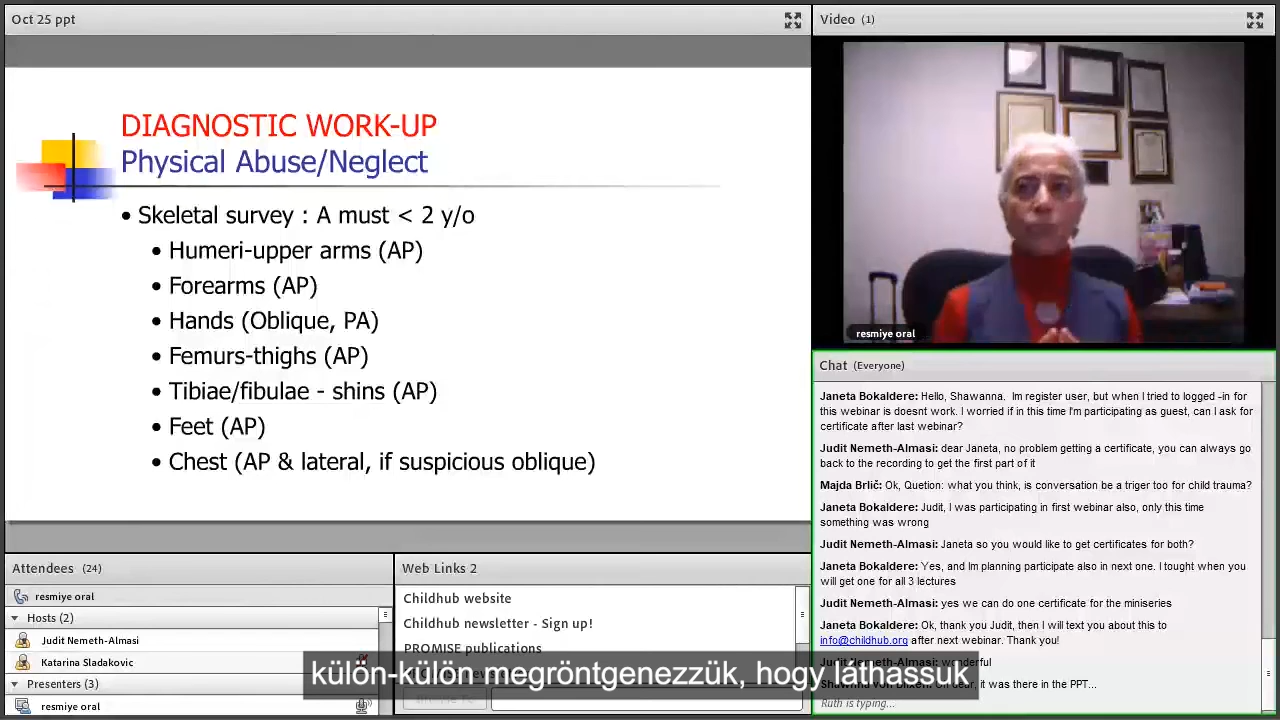 Oct 25 ppt
DIAGNOSTIC WORK-UP
Physical Abuse/Neglect
• Skeletal survey : A must < 2 y/o
• Humeri-upper arms (AP)
• Forearms (AP)
• Hands (Oblique, PA)
• Femurs-thighs (AP)
• Tibiae/fibulae - shins (AP)
• Feet (AP)
• Chest (AP & lateral, if suspicious oblique)
Video (1)
resmiye oral
Chat (Everyone)
Janeta Bokaldere: Hello, Shawanna. Im register user, but when I tried to logged -in for
this webinar is doesnt work. I worried if in this time I'm participating as guest, can I ask for
certificate after last webinar?
Judit Nemeth-Almasi: dear Janeta, no problem getting a certificate, you can always go
back to the recording to get the first part of it
Majda Brlič: Ok, Quetion: what you think, is conversation be a triger too for child trauma?
Janeta Bokaldere: Judit, I was participating in first webinar also, only this time
something was wrong
Judit Nemeth-Almasi: Janeta so you would like to get certificates for both?
Janeta Bokaldere: Yes, and Im planning participate also in next one. I tought when you
will get one for all 3 lectures
Judit Nemeth-Almasi: yes we can do one certificate for the miniseries
Janeta Bokaldere: Ok, thank you Judit, then I will text you about this to
info@childhub.org after next webinar. Thank you!
it was there in the PPT...
Ruth is typing...
Attendees (24)
resmiye oral
Hosts (2)
Judit Nemeth-Almasi
Katarina Sladakovic
Presenters (3)
resmiye oral
Web Links 2
Childhub website
Childhub newsletter - Sign up!
PROMISE publications
külön-külön megröntgenezzük, hogy láthassuk